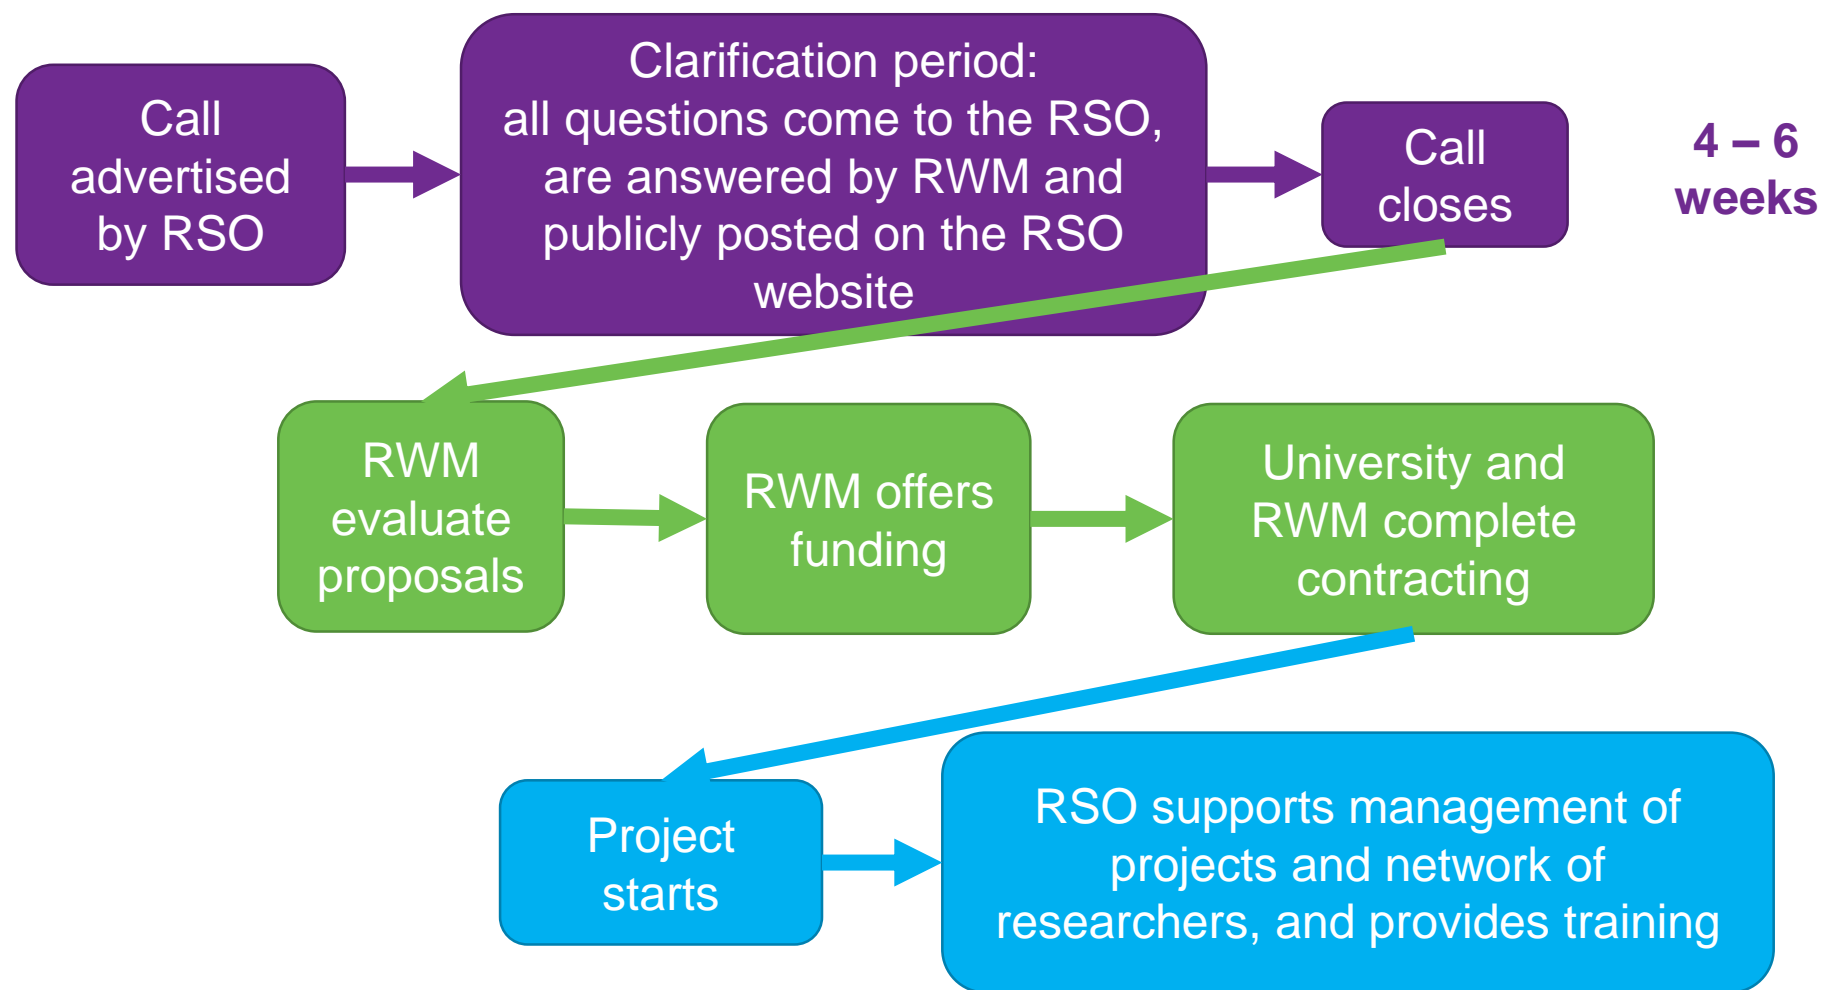 Call
advertised
by RSO
Clarification period:
all questions come to the RSO,
are answered by RWM and
publicly posted on the RSO
website
Call
closes
4 – 6
weeks
RWM
evaluate
proposals
RWM offers
funding
University and
RWM complete
contracting
Project
starts
RSO supports management of
projects and network of
researchers, and provides training